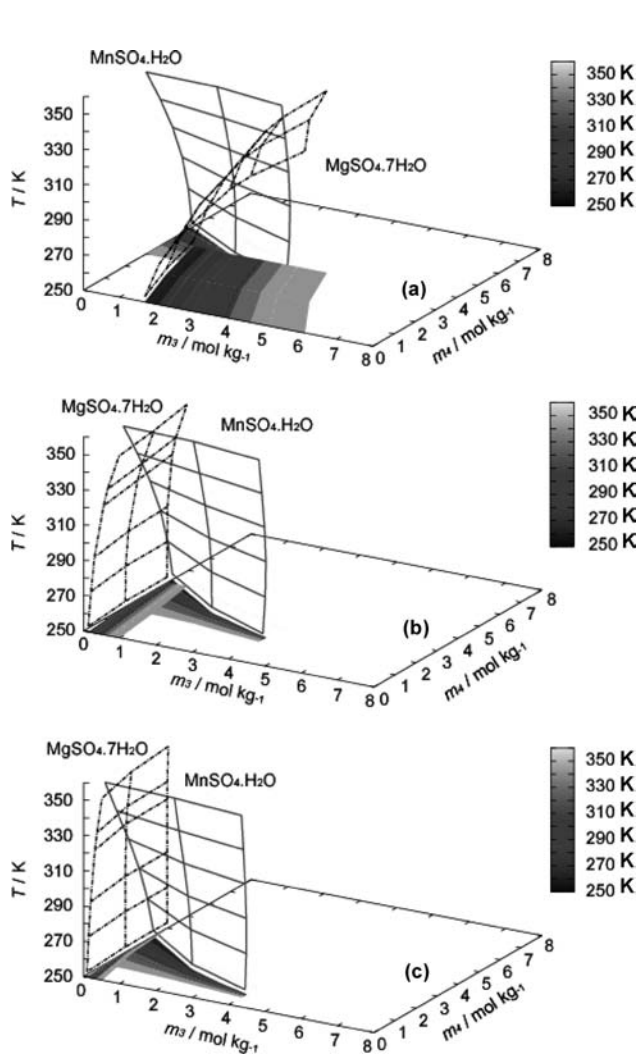 MnSO₄.H₂O
MgSO₄.7H₂O
T / K
350
330
310
290
270
250
0
1
2
3
4
5
6
7
8
m₃ / mol kg-1
0
1
2
3
4
5
6
7
8
m₄ / mol kg-1
(a)
350 K
330 K
310 K
290 K
270 K
250 K
MgSO₄.7H₂O
MnSO₄.H₂O
T / K
350
330
310
290
270
250
0
1
2
3
4
5
6
7
8
m₃ / mol kg-1
0
1
2
3
4
5
6
7
8
m₄ / mol kg-1
(b)
350 K
330 K
310 K
290 K
270 K
250 K
MgSO₄.7H₂O
MnSO₄.H₂O
T / K
350
330
310
290
270
250
0
1
2
3
4
5
6
7
8
m₃ / mol kg-1
0
1
2
3
4
5
6
7
8
m₄ / mol kg-1
(c)
350 K
330 K
310 K
290 K
270 K
250 K